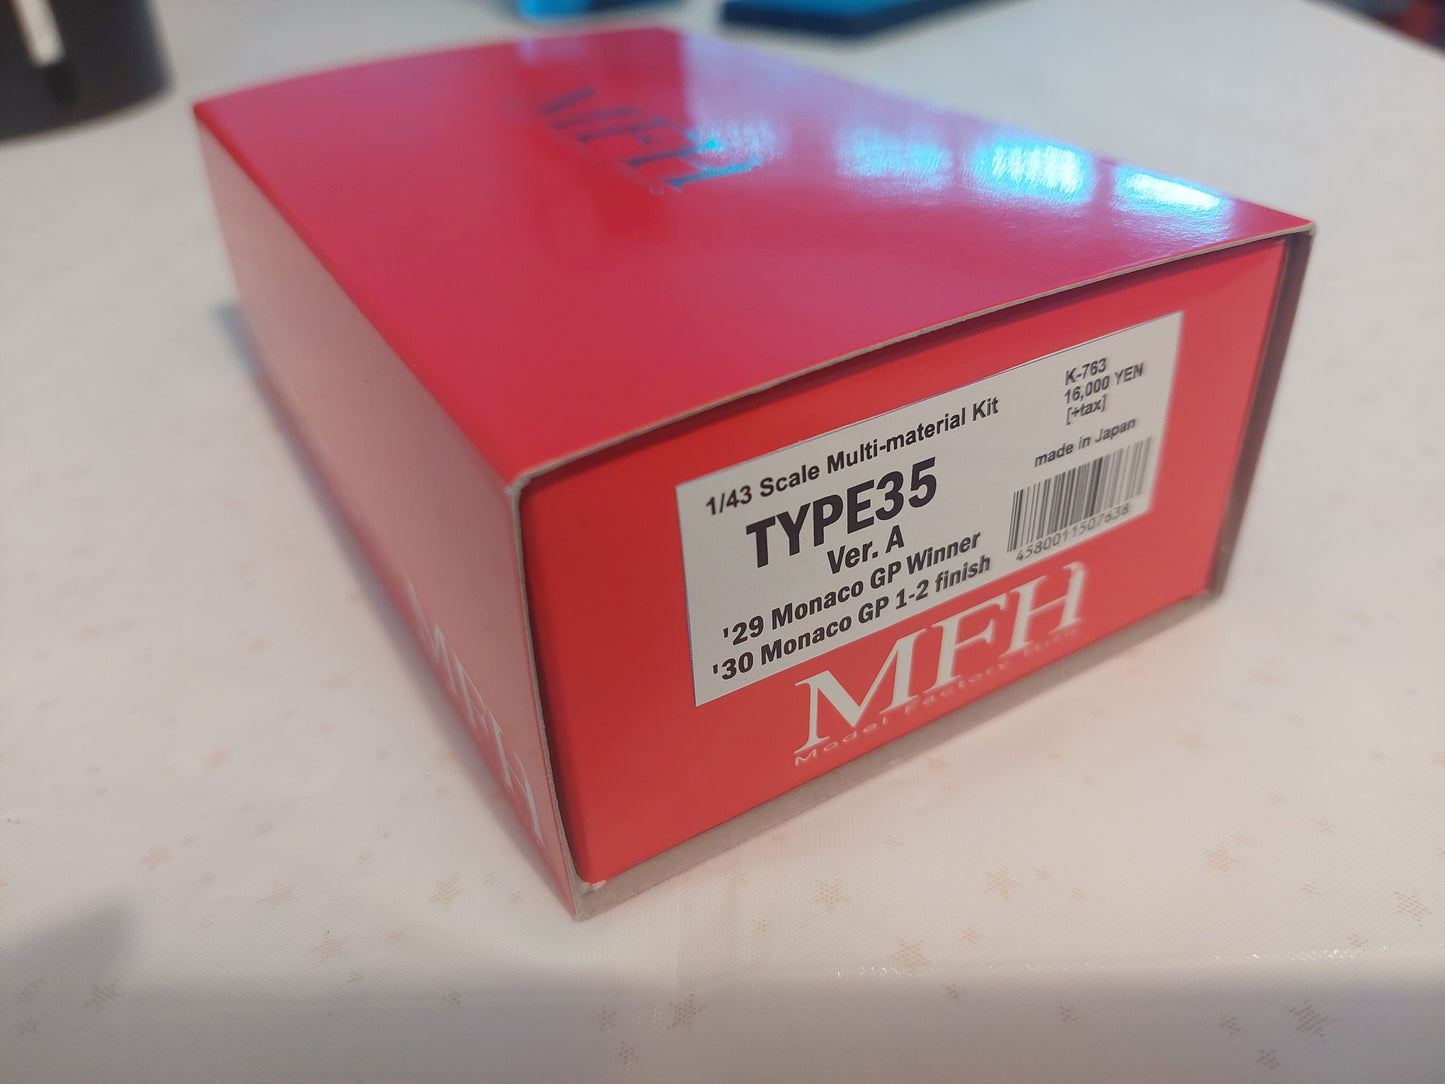 MFH
1/43 Scale Multi-material Kit
TYPE35
Ver. A
'29 Monaco GP Winner
'30 Monaco GP 1-2 finish
K-763
16,000 YEN
[+tax]
made in Japan
4580011507638
MFH
Model Factory Hiro
MFH